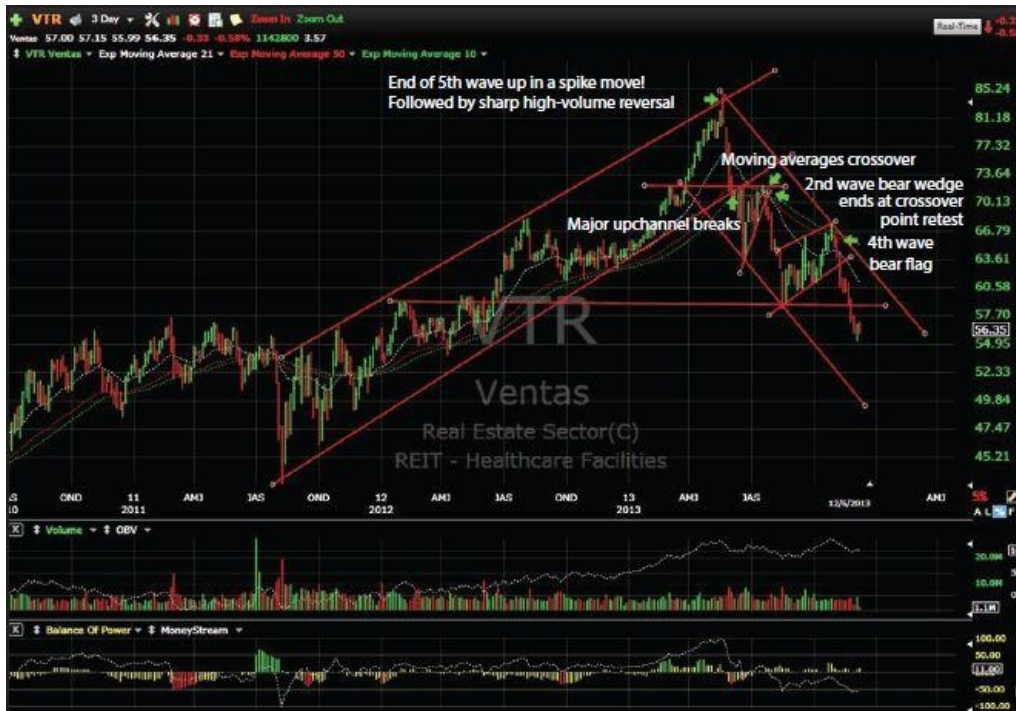 VTR 3 Day Zoom In Zoom Out
Ventas 57.00 57.15 55.99 56.35 -0.33 -0.58% 1142800 3.57
Real-Time
VTR Ventas Exp Moving Average 21 Exp Moving Average 50 Exp Moving Average 10
End of 5th wave up in a spike move!
Followed by sharp high-volume reversal
Moving averages crossover
2nd wave bear wedge
ends at crossover
point retest
Major upchannel breaks
4th wave
bear flag
85.24
81.18
77.32
73.64
70.13
66.79
63.61
60.58
57.70
56.35
54.95
52.33
49.84
47.47
45.21
VTR
Ventas
Real Estate Sector(C)
REIT - Healthcare Facilities
OND 11 AMJ JAS OND 12 AMJ JAS OND 13 AMJ JAS 12/6/2013 AMJ
10 2011 2012 2013
5%
A L % F
X Volume OBV
20.0M
10.0M
1.1M
X Balance Of Power MoneyStream
100.00
50.00
11.00
-50.00
-100.00